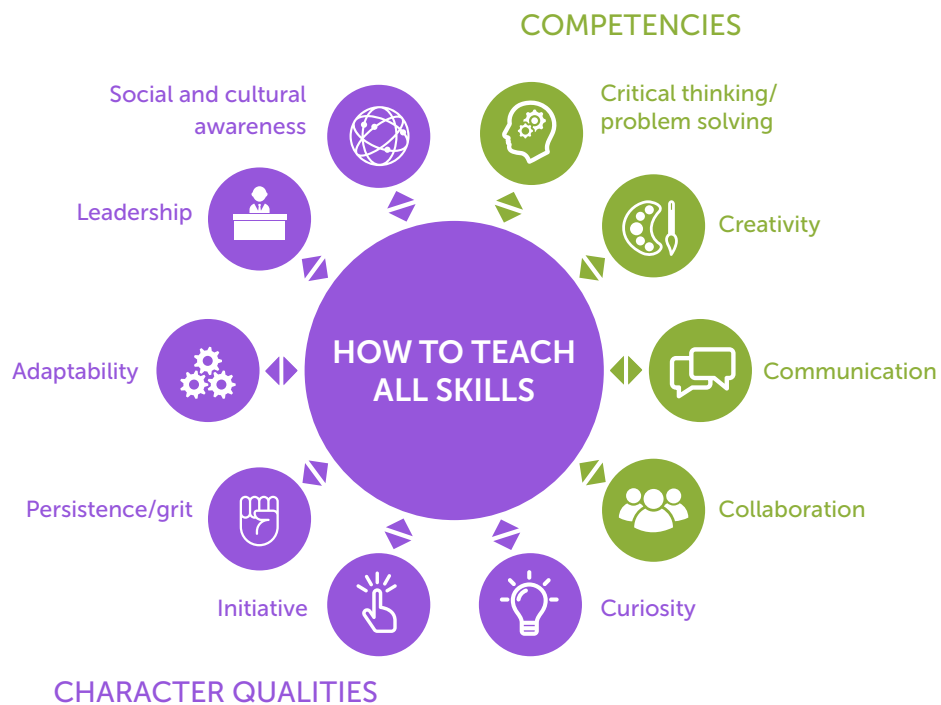 COMPETENCIES
Social and cultural
awareness
Critical thinking/
problem solving
Leadership
Creativity
HOW TO TEACH
ALL SKILLS
Adaptability
Communication
Persistence/grit
Collaboration
Initiative
Curiosity
CHARACTER QUALITIES